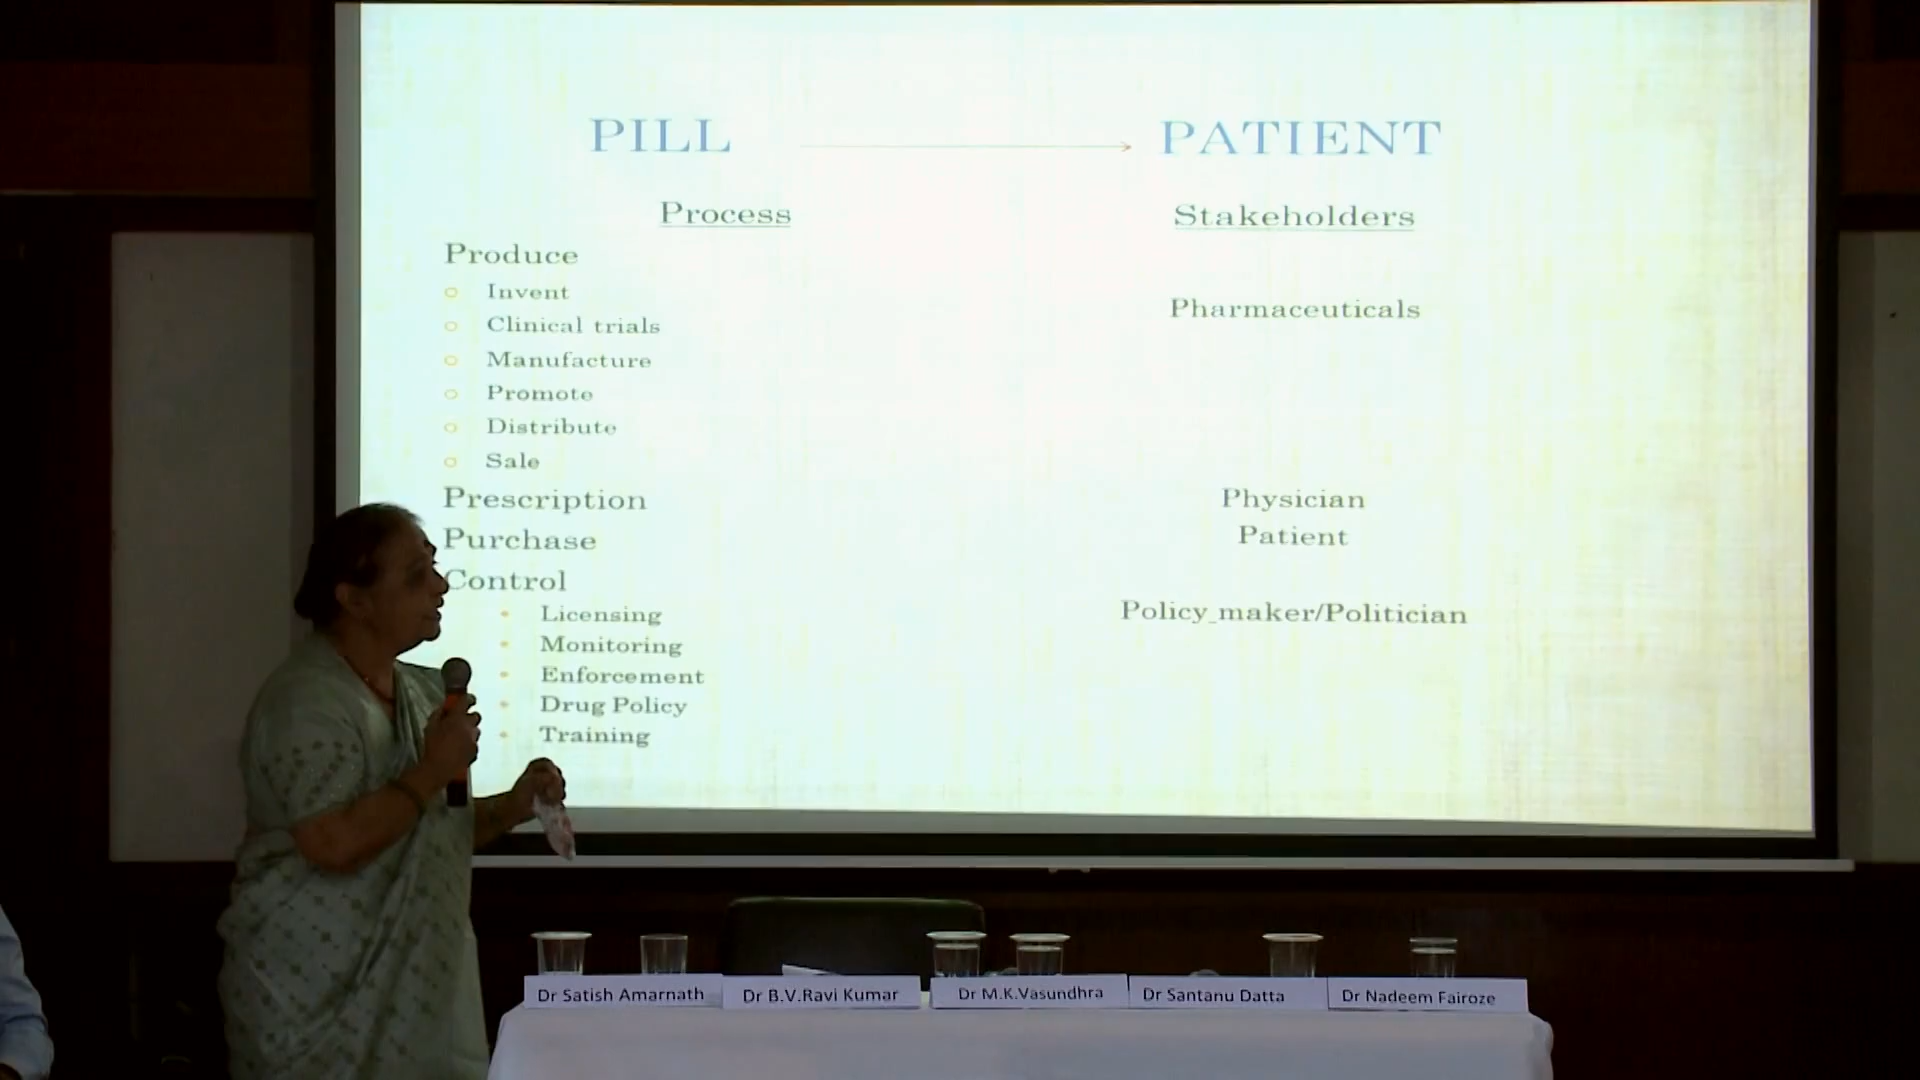 PILL PATIENT
Process
Produce
Invent
Clinical trials
Manufacture
Promote
Distribute
Sale
Prescription
Purchase
Control
Licensing
Monitoring
Enforcement
Drug Policy
Training
Stakeholders
Pharmaceuticals
Physician
Patient
Policy_maker/Politician
Dr Satish Amarnath
Dr B.V.Ravi Kumar
Dr M.K.Vasundhra
Dr Santanu Datta
Dr Nadeem Fairoze